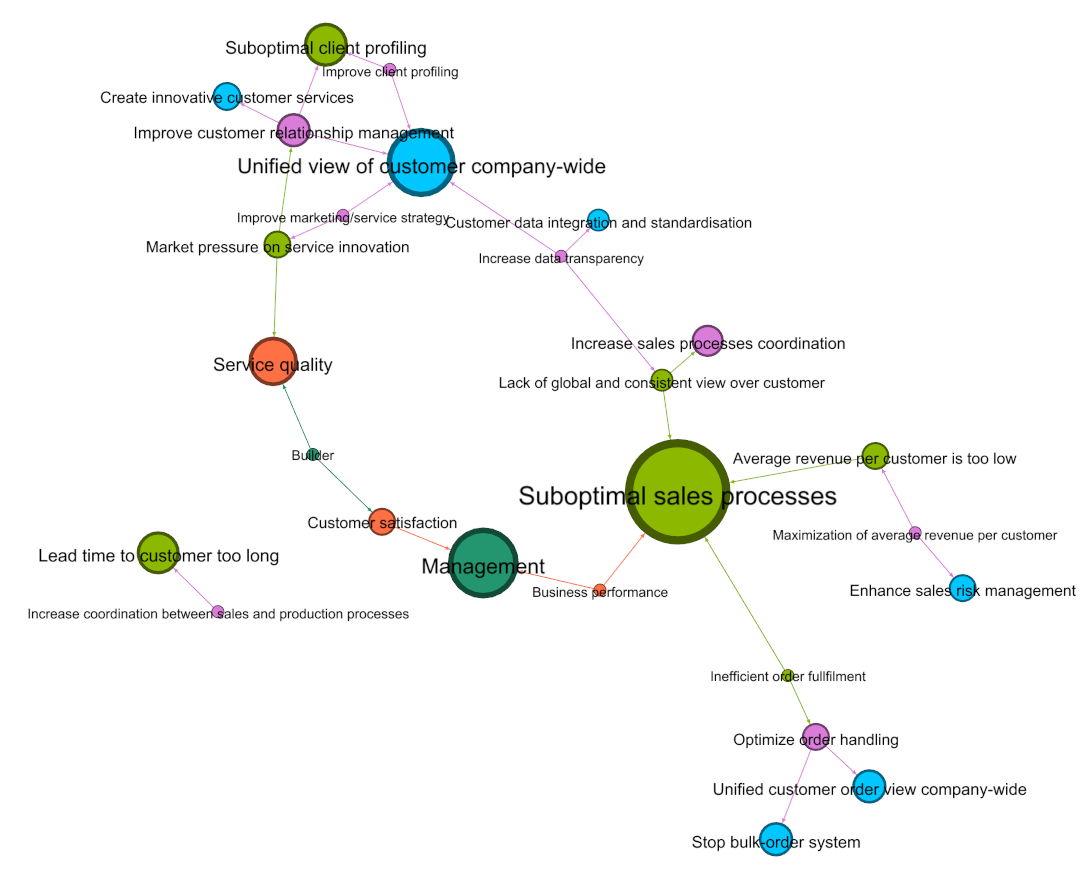 Suboptimal client profiling
Improve client profiling
Create innovative customer services
Improve customer relationship management
Unified view of customer company-wide
Improve marketing/service strategy
Customer data integration and standardisation
Market pressure on service innovation
Increase data transparency
Increase sales processes coordination
Service quality
Lack of global and consistent view over customer
Builder
Average revenue per customer is too low
Suboptimal sales processes
Customer satisfaction
Maximization of average revenue per customer
Lead time to customer too long
Management
Business performance
Enhance sales risk management
Increase coordination between sales and production processes
Inefficient order fullfilment
Optimize order handling
Unified customer order view company-wide
Stop bulk-order system